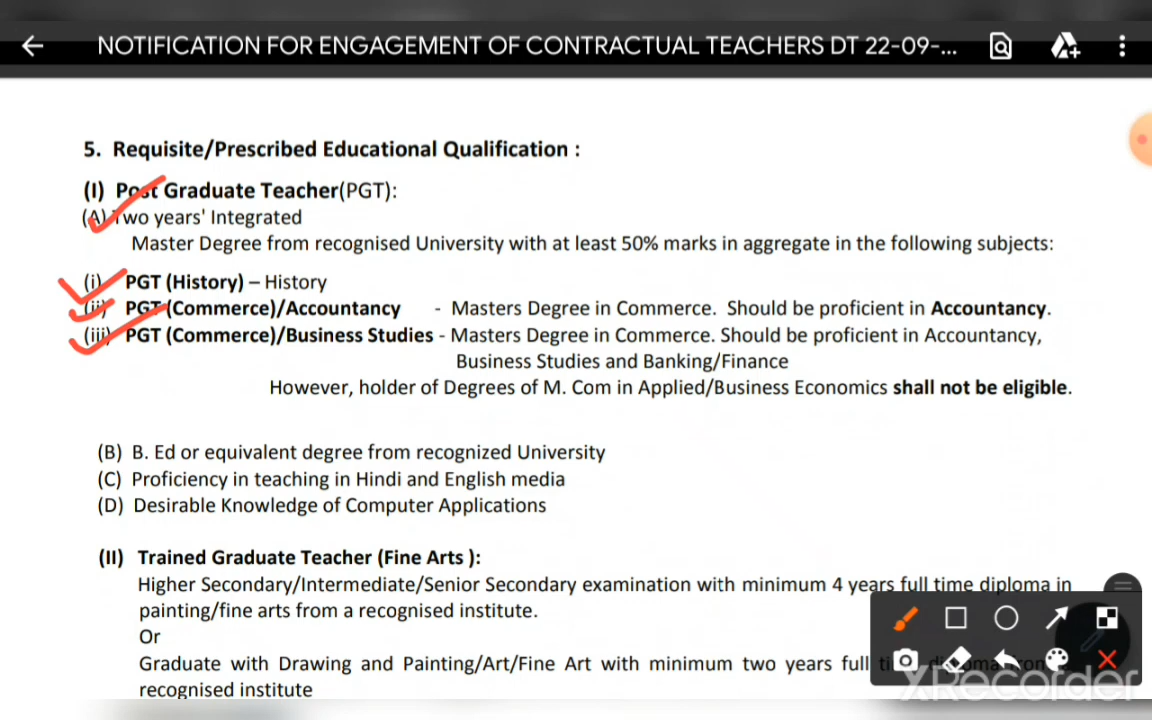 NOTIFICATION FOR ENGAGEMENT OF CONTRACTUAL TEACHERS DT 22-09-...
5. Requisite/Prescribed Educational Qualification :
(I) Post Graduate Teacher(PGT):
(A) Two years' Integrated
Master Degree from recognised University with at least 50% marks in aggregate in the following subjects:
(i) PGT (History) – History
(ii) PGT (Commerce)/Accountancy - Masters Degree in Commerce. Should be proficient in Accountancy.
(iii) PGT (Commerce)/Business Studies - Masters Degree in Commerce. Should be proficient in Accountancy,
Business Studies and Banking/Finance
However, holder of Degrees of M. Com in Applied/Business Economics shall not be eligible.
(B) B. Ed or equivalent degree from recognized University
(C) Proficiency in teaching in Hindi and English media
(D) Desirable Knowledge of Computer Applications
(II) Trained Graduate Teacher (Fine Arts ):
Higher Secondary/Intermediate/Senior Secondary examination with minimum 4 years full time diploma in
painting/fine arts from a recognised institute.
Or
Graduate with Drawing and Painting/Art/Fine Art with minimum two years full
recognised institute
XRecorder